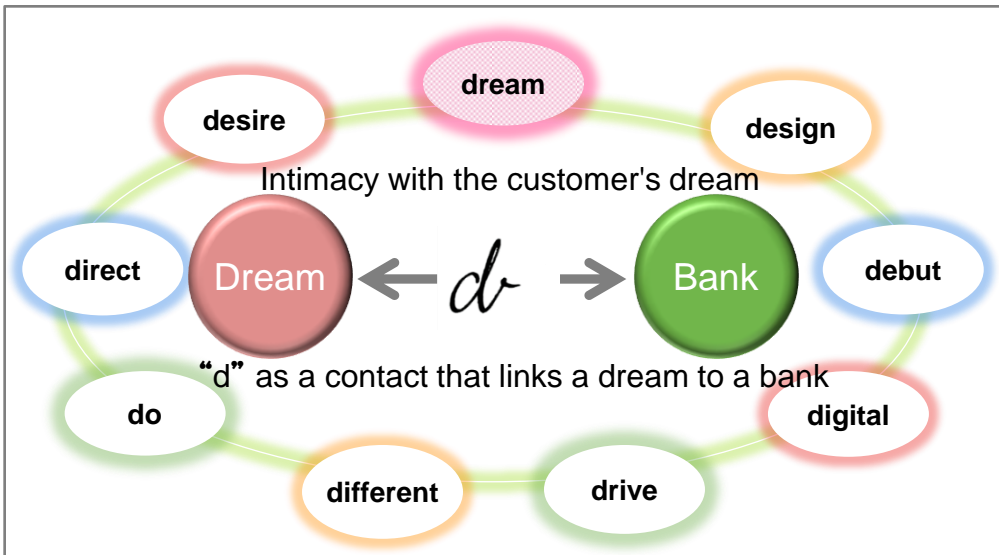 dream
desire
design
Intimacy with the customer's dream
direct
Dream
d
Bank
debut
“d” as a contact that links a dream to a bank
do
digital
different
drive